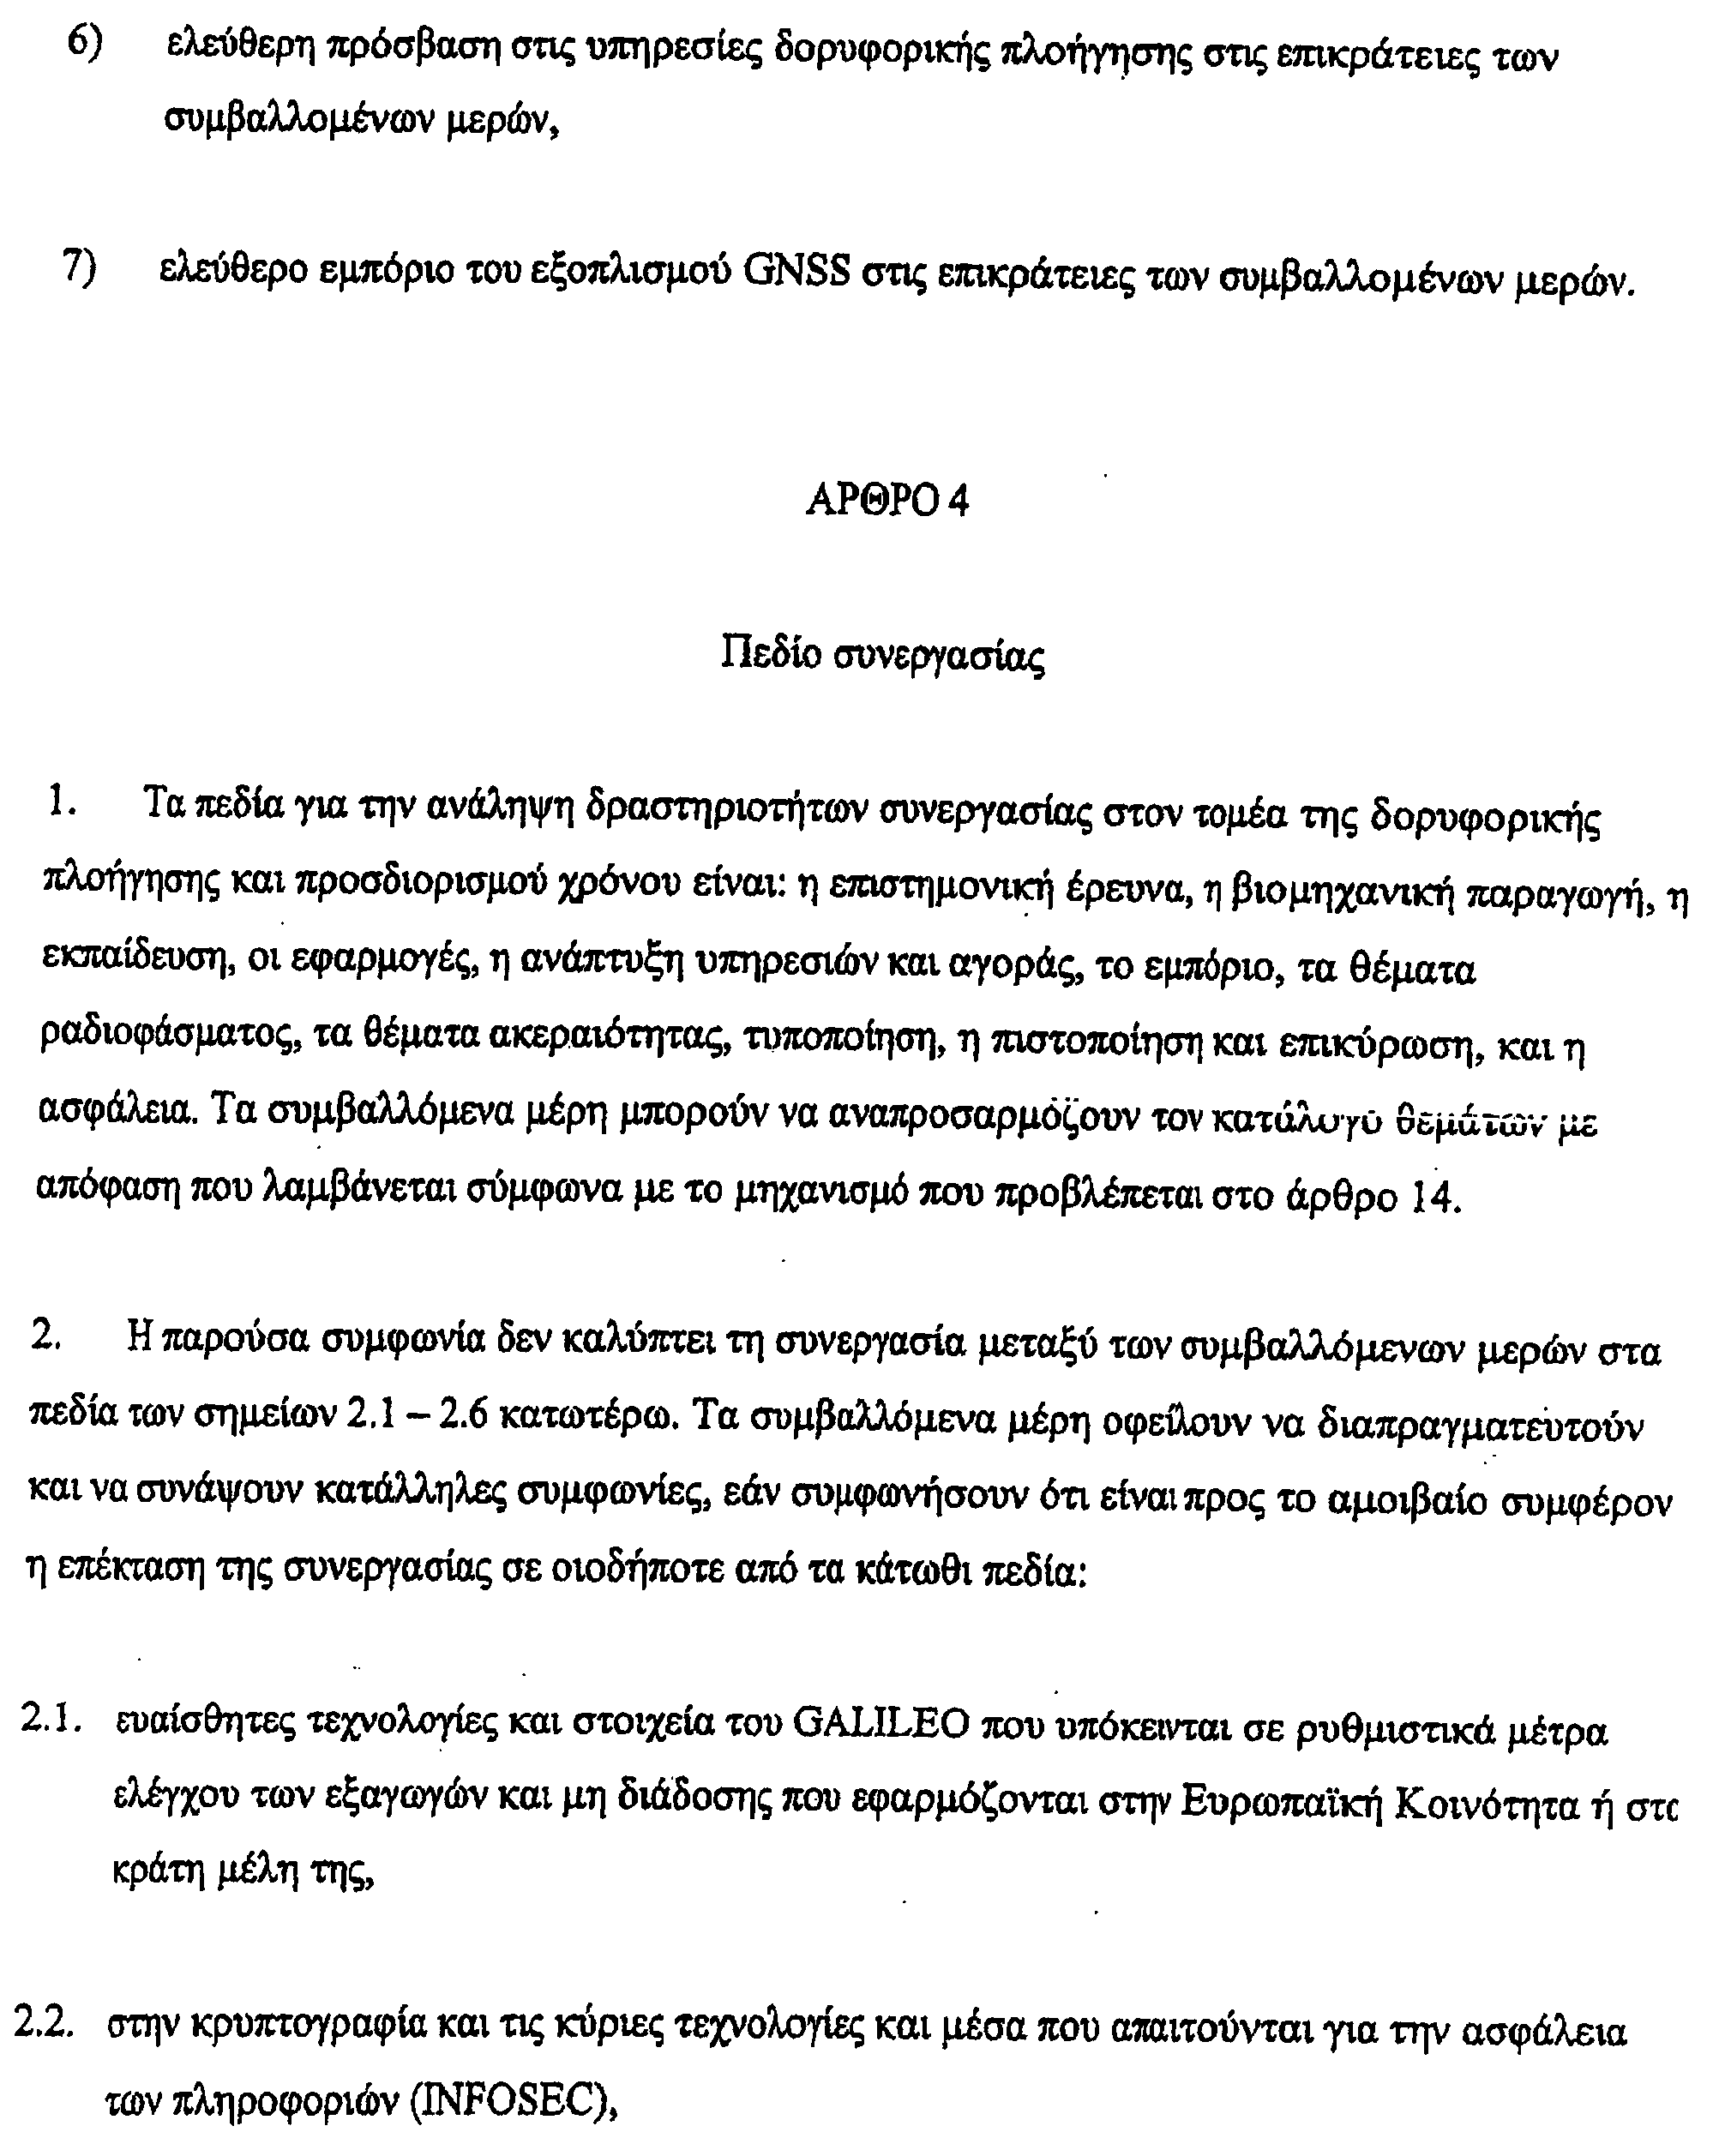 6) ελεύθερη πρόσβαση στις υπηρεσίες δορυφορικής πλοήγησης στις επικράτειες των
συμβαλλομένων μερών,
7) ελεύθερο εμπόριο του εξοπλισμού GNSS στις επικράτειες των συμβαλλομένων μερών.
ΑΡΘΡΟ 4
Πεδίο συνεργασίας
1. Τα πεδία για την ανάληψη δραστηριοτήτων συνεργασίας στον τομέα της δορυφορικής
πλοήγησης και προσδιορισμού χρόνου είναι: η επιστημονική έρευνα, η βιομηχανική παραγωγή, η
εκπαίδευση, οι εφαρμογές, η ανάπτυξη υπηρεσιών και αγοράς, το εμπόριο, τα θέματα
ραδιοφάσματος, τα θέματα ακεραιότητας, τυποποίηση, η πιστοποίηση και επικύρωση, και η
ασφάλεια. Τα συμβαλλόμενα μέρη μπορούν να αναπροσαρμόζουν τον κατάλογο θεμάτων με
απόφαση που λαμβάνεται σύμφωνα με το μηχανισμό που προβλέπεται στο άρθρο 14.
2. Η παρούσα συμφωνία δεν καλύπτει τη συνεργασία μεταξύ των συμβαλλόμενων μερών στα
πεδία των σημείων 2.1 – 2.6 κατωτέρω. Τα συμβαλλόμενα μέρη οφείλουν να διαπραγματευτούν
και να συνάψουν κατάλληλες συμφωνίες, εάν συμφωνήσουν ότι είναι προς το αμοιβαίο συμφέρον
η επέκταση της συνεργασίας σε οιοδήποτε από τα κάτωθι πεδία:
2.1. ευαίσθητες τεχνολογίες και στοιχεία του GALILEO που υπόκεινται σε ρυθμιστικά μέτρα
ελέγχου των εξαγωγών και μη διάδοσης που εφαρμόζονται στην Ευρωπαϊκή Κοινότητα ή στα
κράτη μέλη της,
2.2. στην κρυπτογραφία και τις κύριες τεχνολογίες και μέσα που απαιτούνται για την ασφάλεια
των πληροφοριών (INFOSEC),